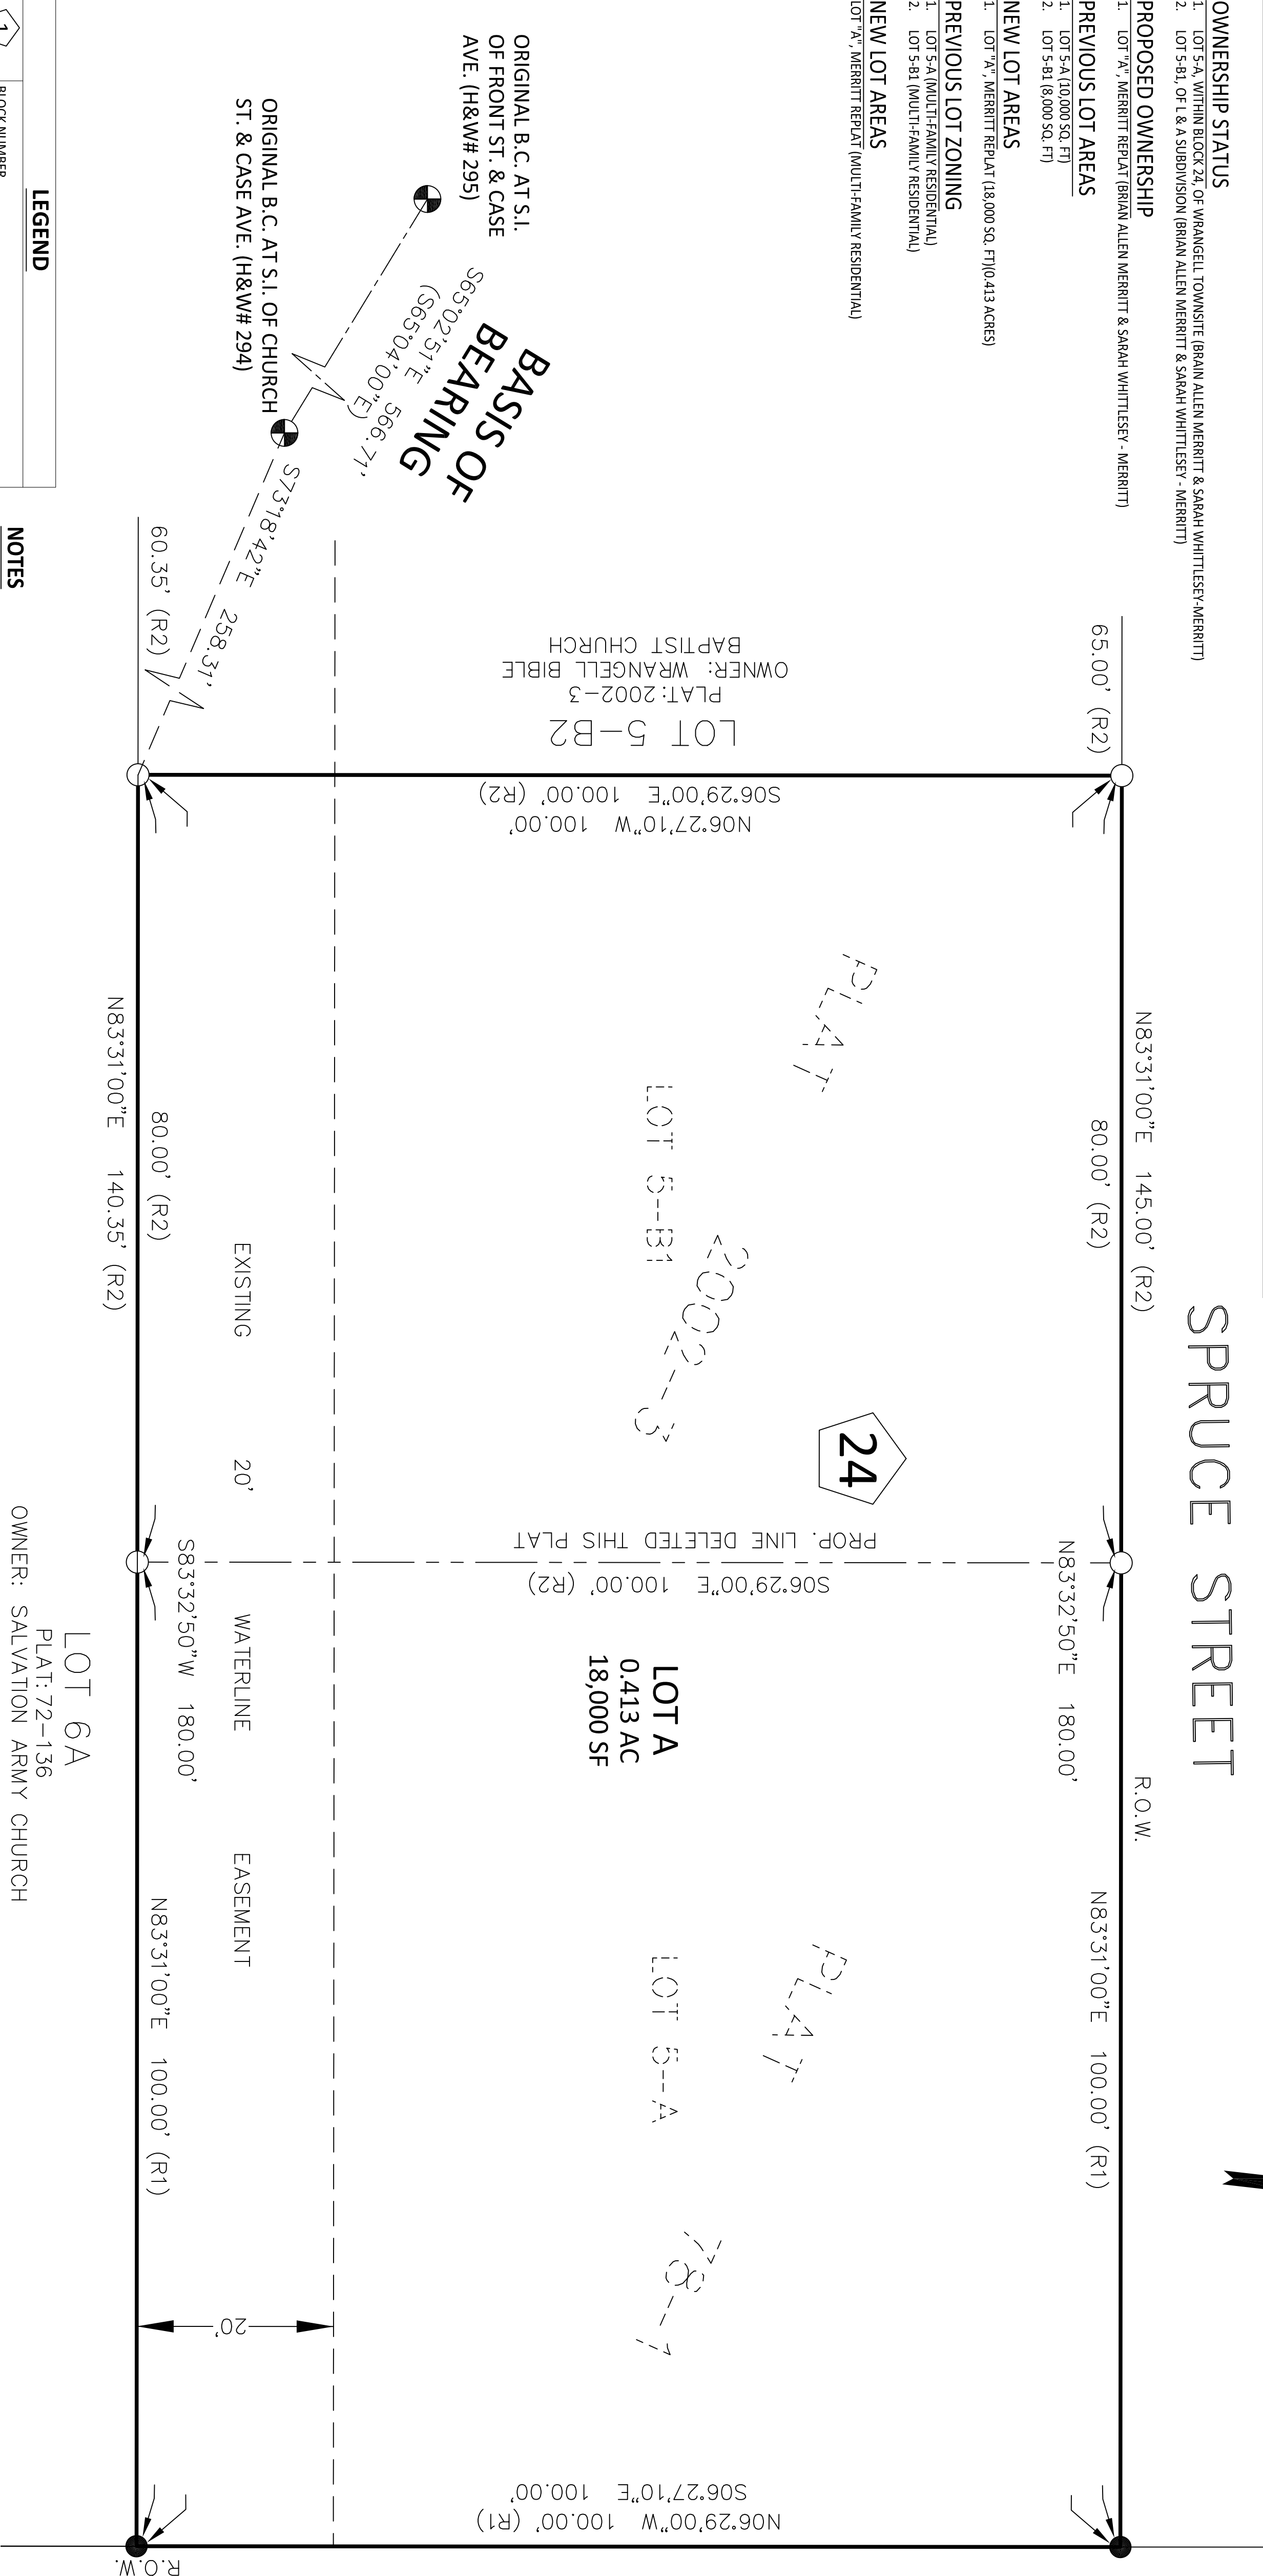 OWNERSHIP STATUS
1. LOT 5-A, WITHIN BLOCK 24, OF WRANGELL TOWNSITE (BRAIN ALLEN MERRITT & SARAH WHITTLESEY-MERRITT)
2. LOT 5-B1, OF L & A SUBDIVISION (BRIAN ALLEN MERRITT & SARAH WHITTLESEY - MERRITT)
PROPOSED OWNERSHIP
1. LOT "A", MERRITT REPLAT (BRIAN ALLEN MERRITT & SARAH WHITTLESEY - MERRITT)
PREVIOUS LOT AREAS
1. LOT 5-A (10,000 SQ. FT)
2. LOT 5-B1 (8,000 SQ. FT)
NEW LOT AREAS
1. LOT "A", MERRITT REPLAT (18,000 SQ. FT)(0.413 ACRES)
PREVIOUS LOT ZONING
1. LOT 5-A (MULTI-FAMILY RESIDENTIAL)
2. LOT 5-B1 (MULTI-FAMILY RESIDENTIAL)
NEW LOT AREAS
LOT "A", MERRITT REPLAT (MULTI-FAMILY RESIDENTIAL)
SPRUCE STREET
R.O.W.
N83°31'00"E 145.00' (R2)
65.00' (R2)
80.00' (R2)
N83°32'50"E 180.00'
N83°31'00"E 100.00' (R1)
ORIGINAL B.C. AT S.I.
OF FRONT ST. & CASE
AVE. (H&W# 295)
BASIS OF
BEARING
S65°02'51"E 566.71'
(S65°04'00"E)
ORIGINAL B.C. AT S.I. OF CHURCH
ST. & CASE AVE. (H&W# 294)
S73°18'42"E 258.31'
LOT 5-B2
PLAT:2002-3
OWNER: WRANGELL BIBLE
BAPTIST CHURCH
S06°29'00"E 100.00' (R2)
N06°27'10"W 100.00'
PLAT
2002-3
LOT 5-B1
24
PROP. LINE DELETED THIS PLAT
S06°29'00"E 100.00' (R2)
LOT A
0.413 AC
18,000 SF
PLAT
78-1
LOT 5-A
S06°27'10"E 100.00'
N06°29'00"W 100.00' (R1)
20'
EXISTING 20' WATERLINE EASEMENT
S83°32'50"W 180.00'
60.35' (R2)
80.00' (R2)
N83°31'00"E 100.00' (R1)
N83°31'00"E 140.35' (R2)
R.O.W.
LOT 6A
PLAT:72-136
OWNER: SALVATION ARMY CHURCH
LEGEND
1
BLOCK NUMBER
NOTES